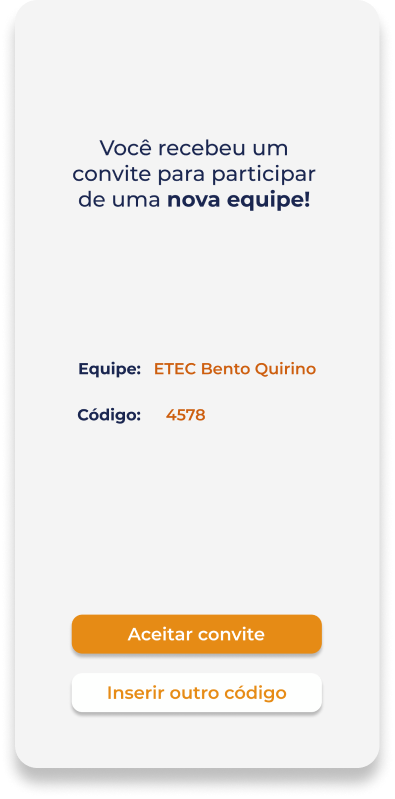 Você recebeu um
convite para participar
de uma nova equipe!
Equipe: ETEC Bento Quirino
Código: 4578
Aceitar convite
Inserir outro código